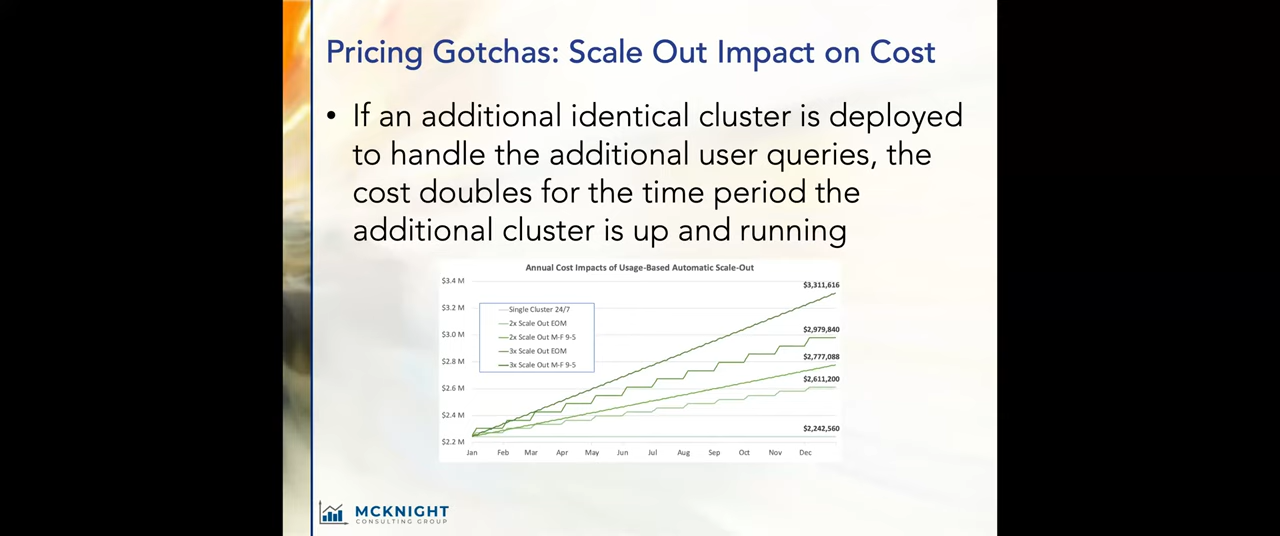 Pricing Gotchas: Scale Out Impact on Cost
• If an additional identical cluster is deployed
to handle the additional user queries, the
cost doubles for the time period the
additional cluster is up and running
Annual Cost Impacts of Usage-Based Automatic Scale-Out
$3.4 M
$3.2 M
$3.0 M
$2.8 M
$2.6 M
$2.4 M
$2.2 M
Single Cluster 24/7
2x Scale Out EOM
2x Scale Out M-F 9-5
3x Scale Out EOM
3x Scale Out M-F 9-5
$3,311,616
$2,979,840
$2,777,088
$2,611,200
$2,242,560
Jan Feb Mar Apr May Jun Jul Aug Sep Oct Nov Dec
MCKNIGHT
CONSULTING GROUP